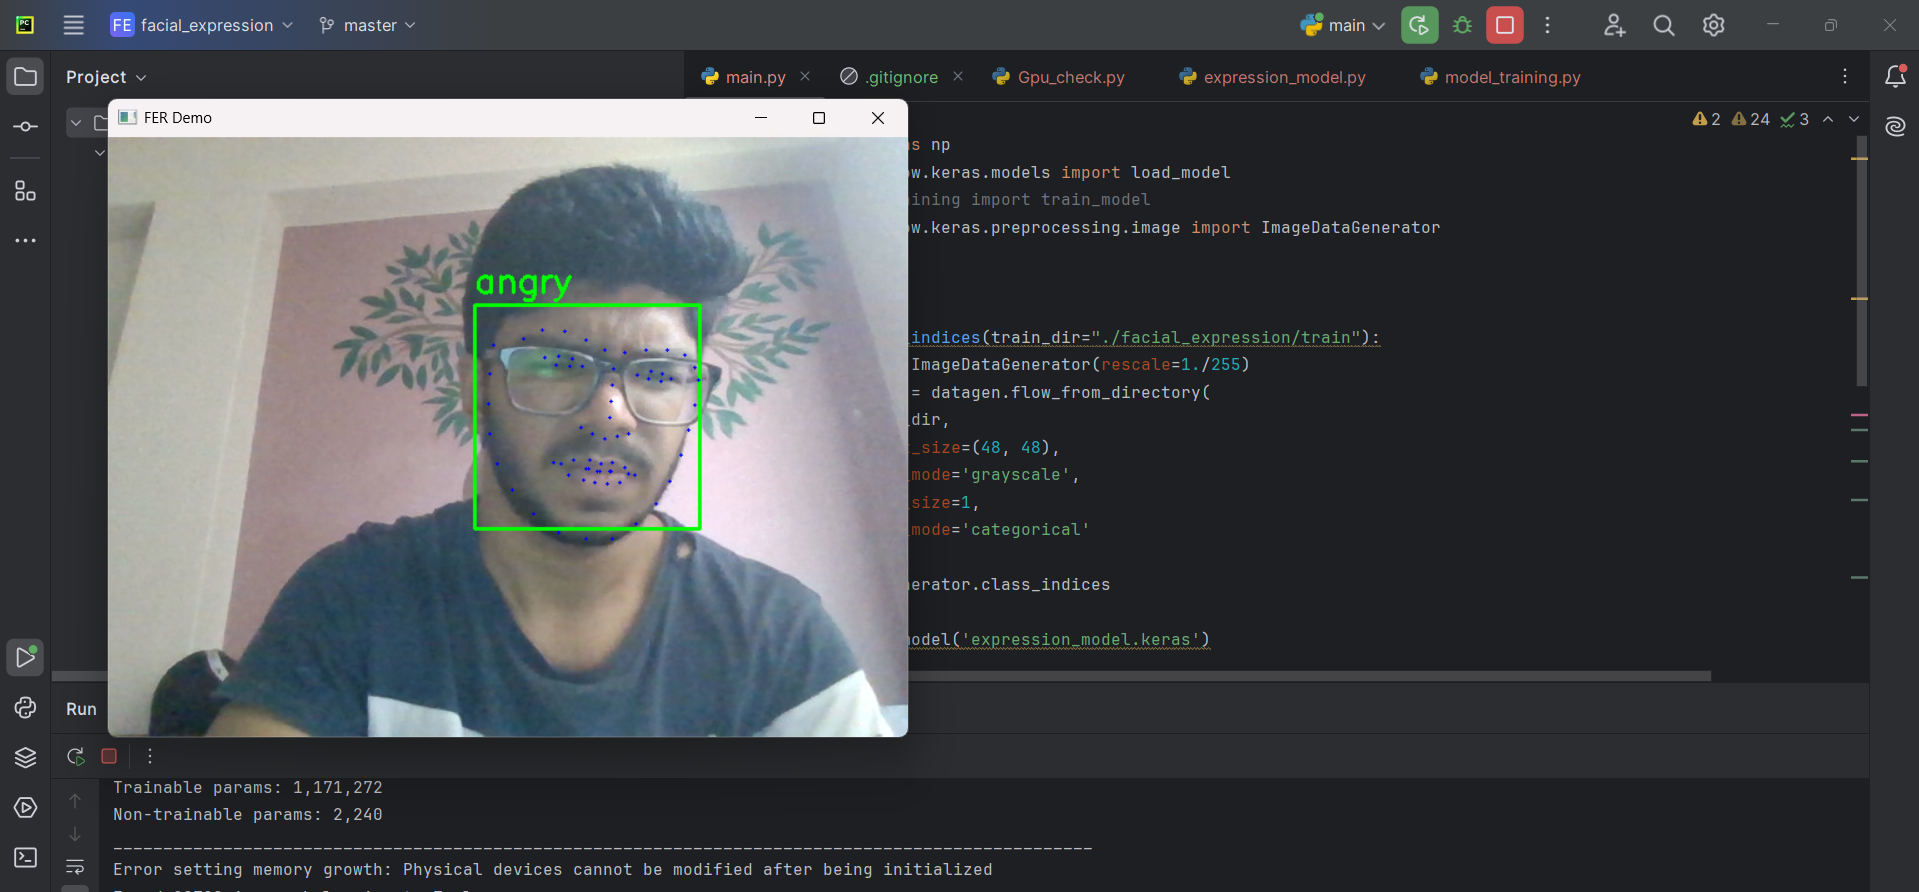 PC
FE facial_expression
master
main
Project
main.py
.gitignore
Gpu_check.py
expression_model.py
model_training.py
FER Demo
2 24 3
s np
w.keras.models import load_model
ining import train_model
w.keras.preprocessing.image import ImageDataGenerator
angry
indices(train_dir="./facial_expression/train"):
ImageDataGenerator(rescale=1./255)
= datagen.flow_from_directory(
dir,
_size=(48, 48),
mode='grayscale',
size=1,
mode='categorical'
erator.class_indices
odel('expression_model.keras')
Run
Trainable params: 1,171,272
Non-trainable params: 2,240
Error setting memory growth: Physical devices cannot be modified after being initialized